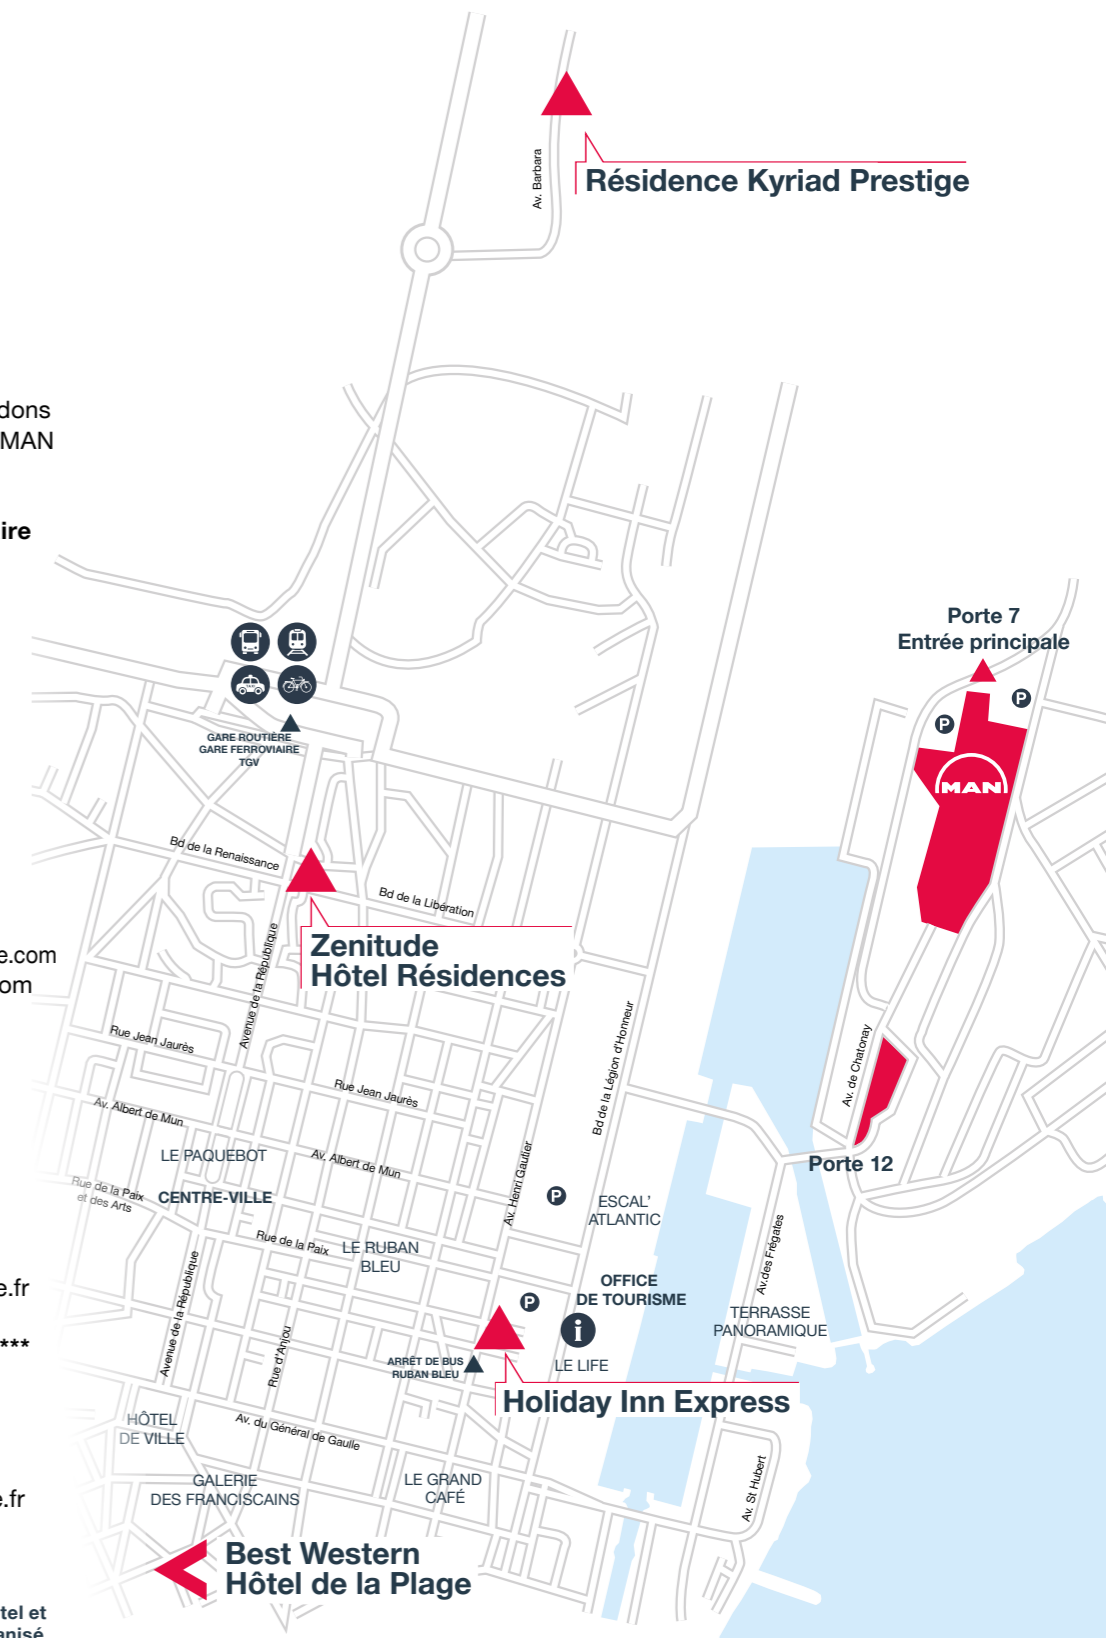 Av. Barbara
Résidence Kyriad Prestige
dons
MAN
ire
Porte 7
Entrée principale
P
P
MAN
TAXI
GARE ROUTIÈRE
GARE FERROVIAIRE
TGV
Bd de la Renaissance
Bd de la Libération
Avenue de la République
Zenitude
Hôtel Résidences
e.com
om
Rue Jean Jaurès
Rue Jean Jaurès
Bd de la Légion d'Honneur
Av. de Chatonay
Av. Albert de Mun
Av. Albert de Mun
LE PAQUEBOT
Porte 12
Rue de la Paix
et des Arts
CENTRE-VILLE
Av. Henri Gautier
P
ESCAL'
ATLANTIC
Rue de la Paix
LE RUBAN
BLEU
Av.des Frégates
e.fr
OFFICE
DE TOURISME
P
i
TERRASSE
PANORAMIQUE
***
Avenue de la République
Rue d'Anjou
ARRÊT DE BUS
RUBAN BLEU
LE LIFE
Holiday Inn Express
HÔTEL
DE VILLE
Av. du Général de Gaulle
GALERIE
DES FRANCISCAINS
LE GRAND
CAFÉ
Av. St Hubert
e.fr
Best Western
Hôtel de la Plage
tel et
anisé